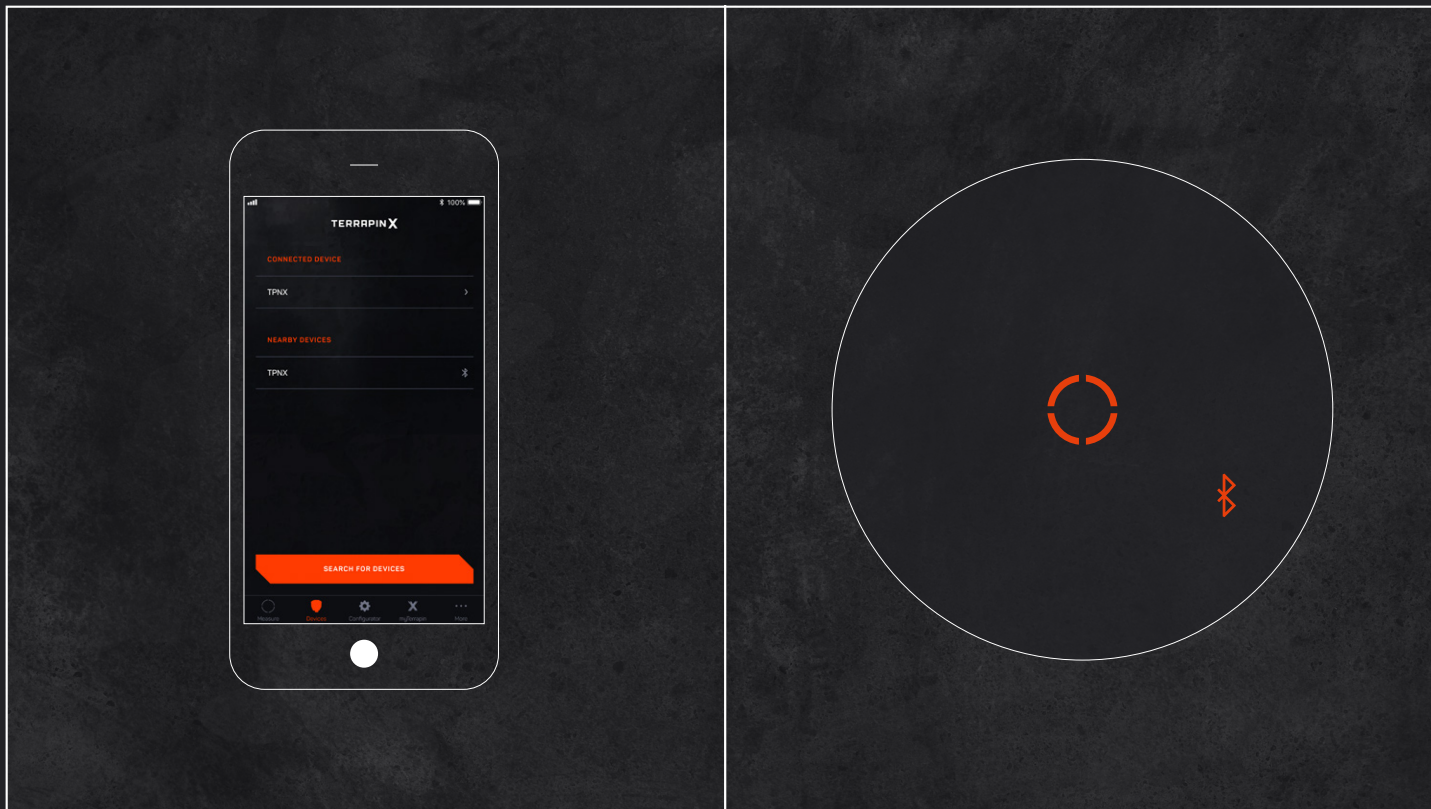 100%
TERRAPIN X
CONNECTED DEVICE
TPNX
NEARBY DEVICES
TPNX
SEARCH FOR DEVICES
Measure Devices Configurator myTerrapin More